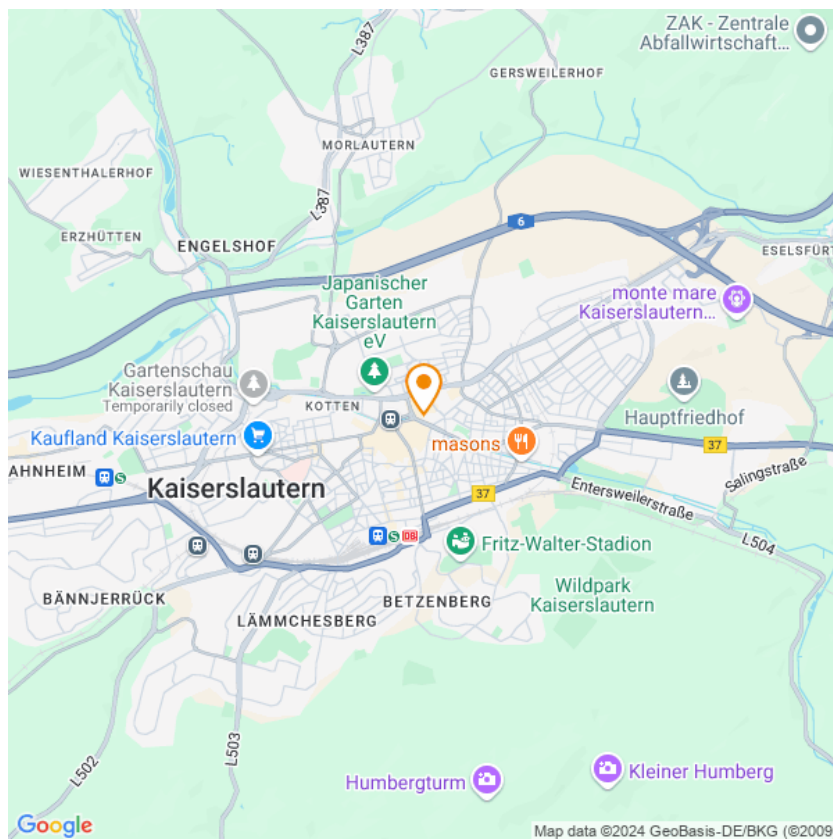 ZAK - Zentrale
Abfallwirtschaft...
L387
GERSWEILERHOF
MORLAUTERN
WIESENTHALERHOF
L387
6
ERZHÜTTEN
ENGELSHOF
ESELSFÜRT
Japanischer
Garten
Kaiserslautern
eV
monte mare
Kaiserslautern...
Gartenschau
Kaiserslautern
Temporarily closed
KOTTEN
Hauptfriedhof
Kaufland Kaiserslautern
masons
37
AHNHEIM
S
Salingstraße
Kaiserslautern
37
Entersweilerstraße
S
DB
Fritz-Walter-Stadion
L504
Wildpark
Kaiserslautern
BÄNNJERRÜCK
BETZENBERG
LÄMMCHESBERG
L502
L503
Humbergturm
Kleiner Humberg
Google
Map data ©2024 GeoBasis-DE/BKG (©2009